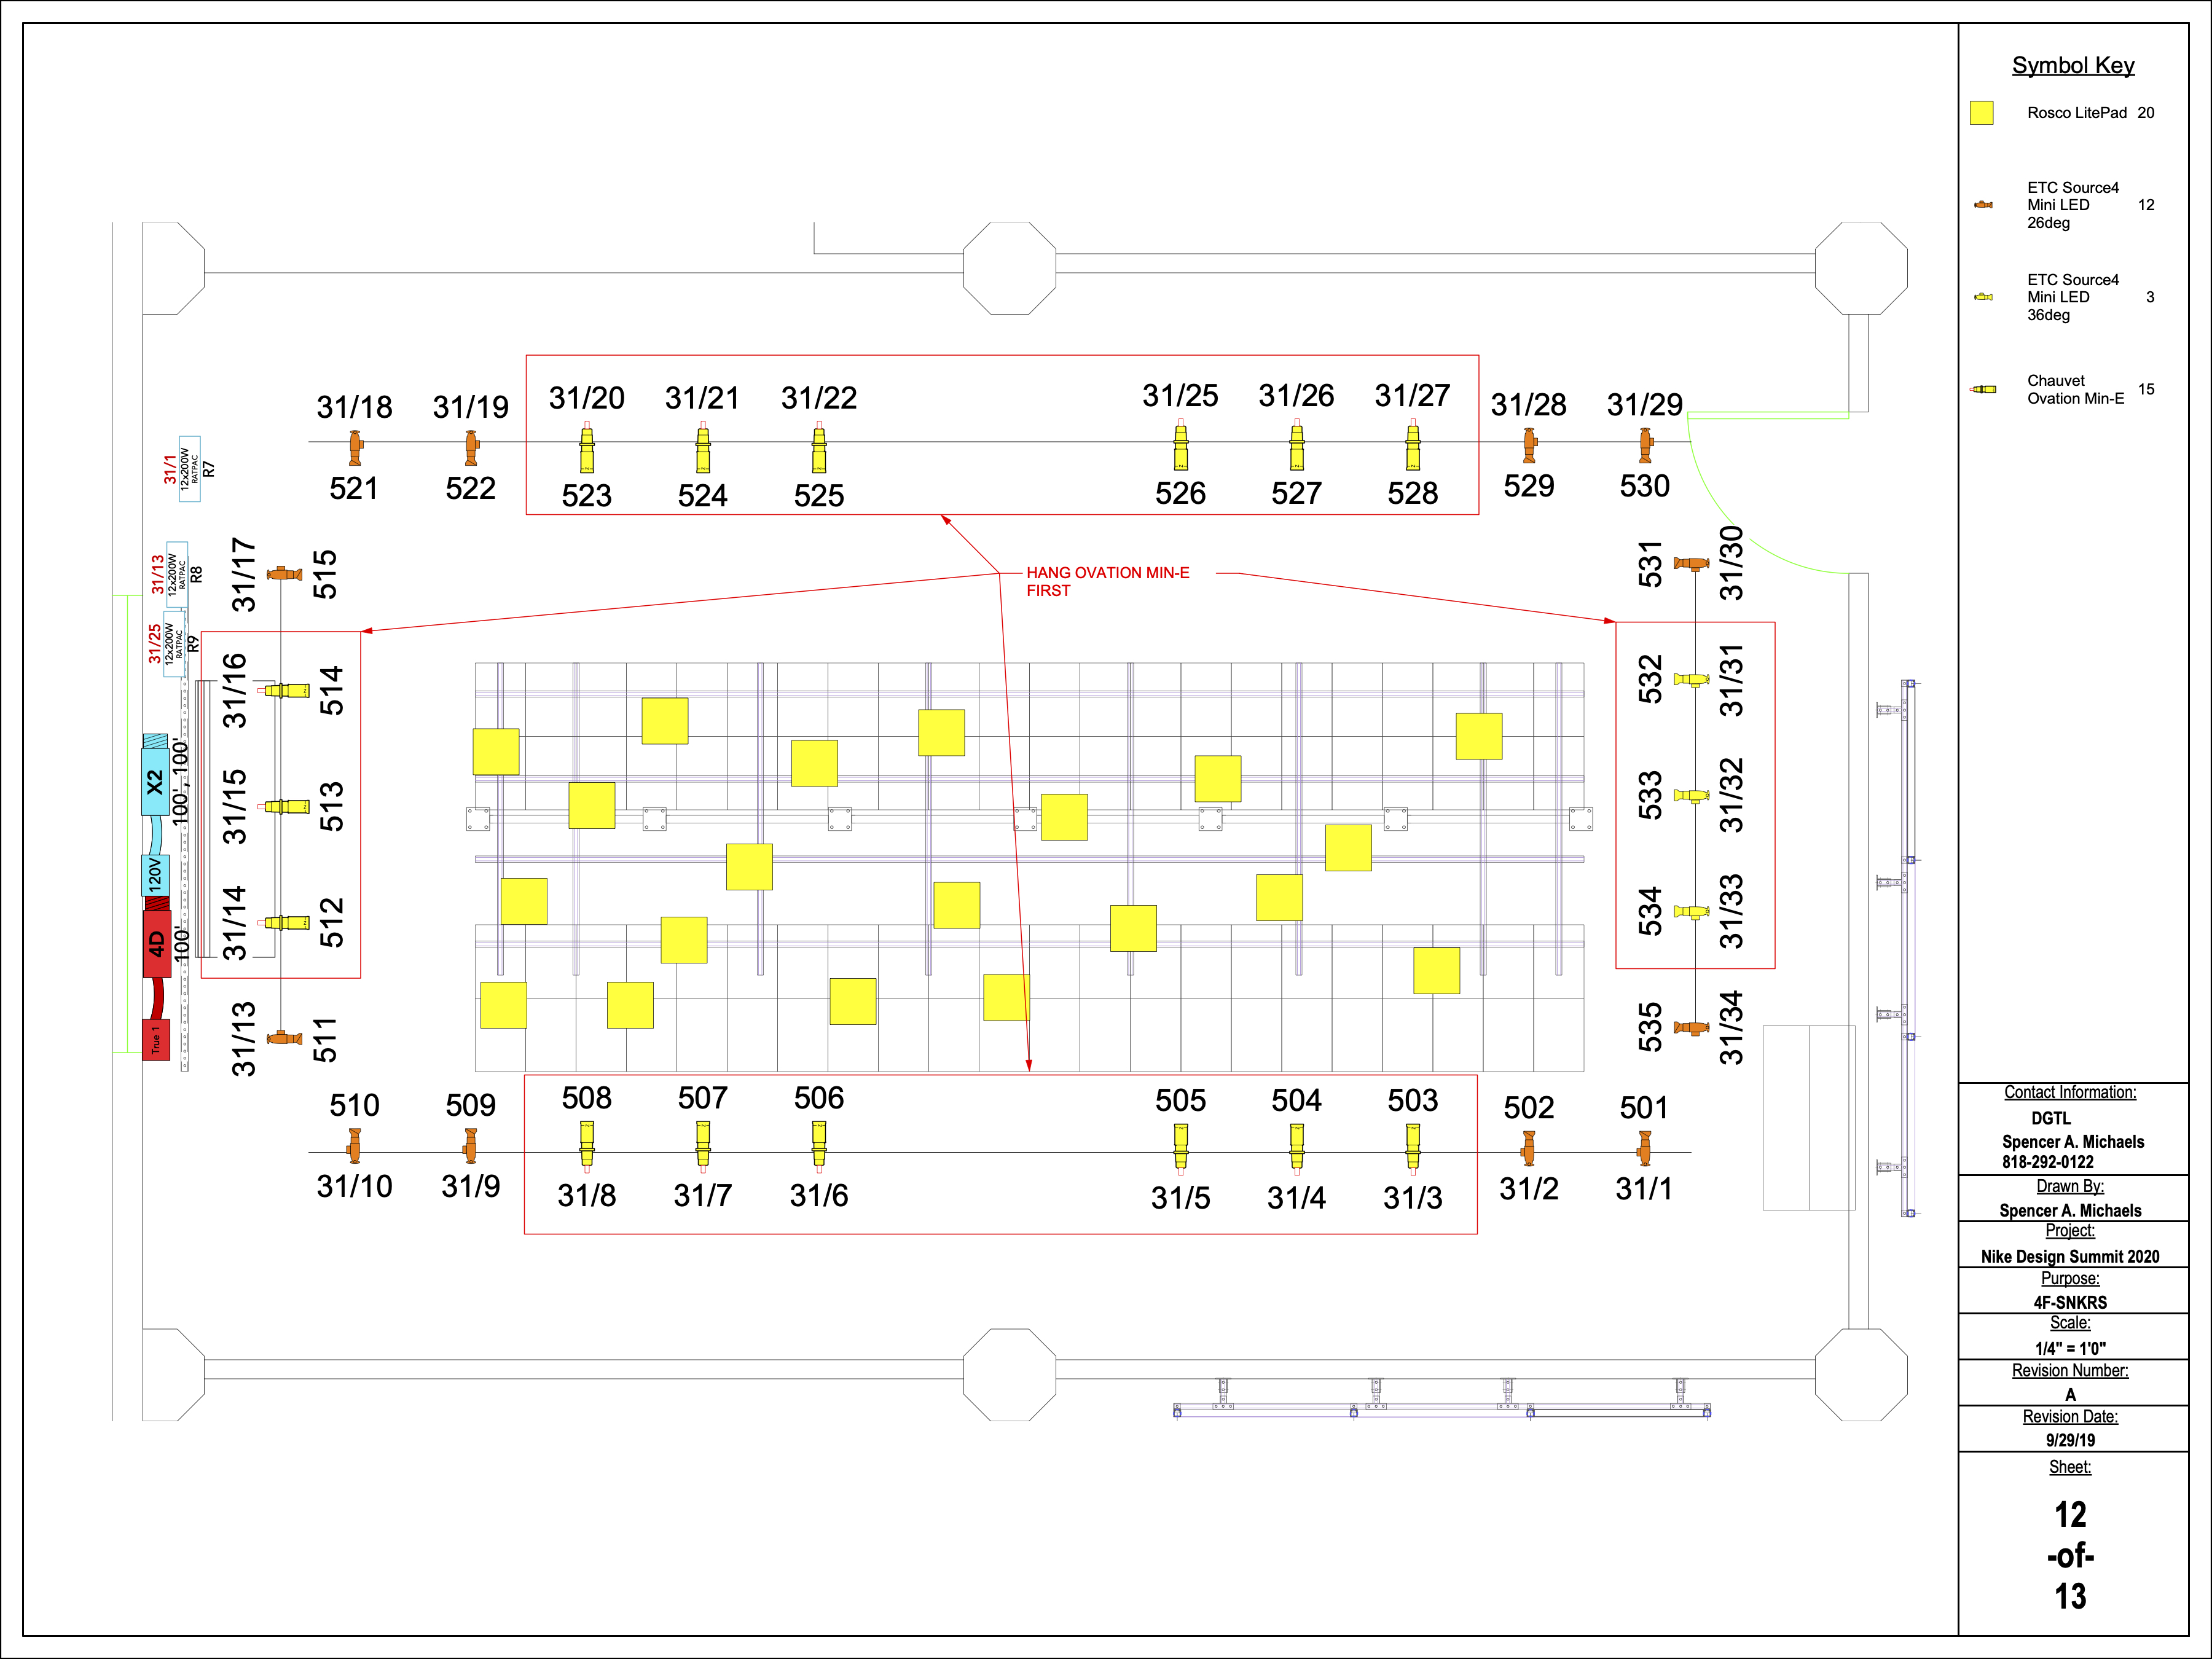 31/18 31/19 31/20 31/21 31/22 31/25 31/26 31/27 31/28 31/29
521 522 523 524 525 526 527 528 529 530
31/1
12x200W
RATPAC
R7
31/13
12x200W
RATPAC
R8
31/25
12x200W
RATPAC
R9
X2
100', 100'
120V
4D
100'
True 1
31/17 515
31/16 514
31/15 513
31/14 512
31/13 511
HANG OVATION MIN-E
FIRST
531 31/30
532 31/31
533 31/32
534 31/33
535 31/34
510 509 508 507 506 505 504 503 502 501
31/10 31/9 31/8 31/7 31/6 31/5 31/4 31/3 31/2 31/1
Symbol Key
Rosco LitePad 20
ETC Source4
Mini LED 12
26deg
ETC Source4
Mini LED 3
36deg
Chauvet
Ovation Min-E 15
Contact Information:
DGTL
Spencer A. Michaels
818-292-0122
Drawn By:
Spencer A. Michaels
Project:
Nike Design Summit 2020
Purpose:
4F-SNKRS
Scale:
1/4" = 1'0"
Revision Number:
A
Revision Date:
9/29/19
Sheet:
12
-of-
13